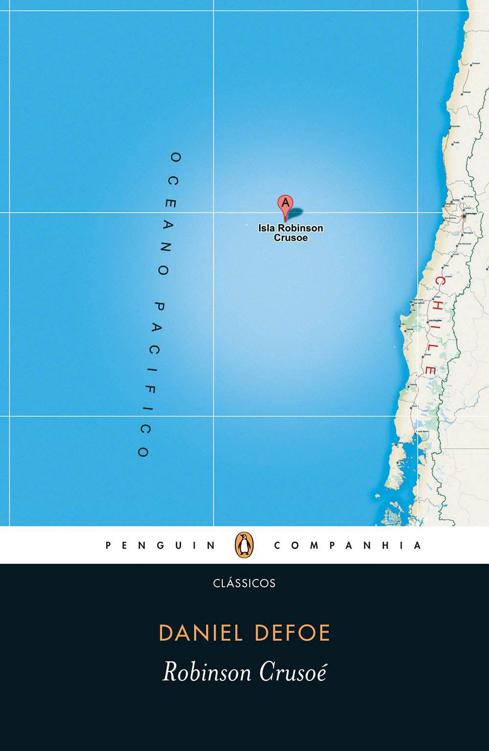 OCEANO PACIFICO
A
Isla Robinson
Crusoe
CHILE
PENGUIN COMPANHIA
CLÁSSICOS
DANIEL DEFOE
Robinson Crusoé